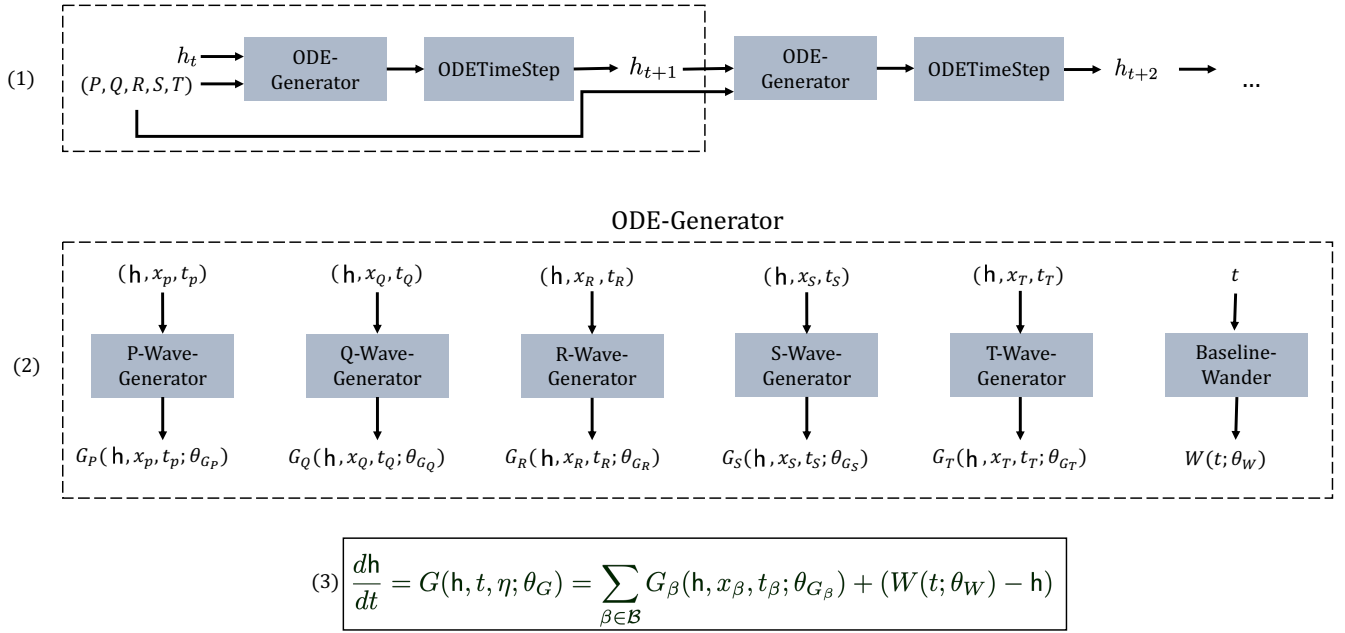 (1)
h_t
(P, Q, R, S, T)
ODE-
Generator
ODETimeStep
h_{t+1}
ODE-
Generator
ODETimeStep
h_{t+2}
...
ODE-Generator
(2)
(h, x_p, t_p)
(h, x_Q, t_Q)
(h, x_R, t_R)
(h, x_S, t_S)
(h, x_T, t_T)
t
P-Wave-
Generator
Q-Wave-
Generator
R-Wave-
Generator
S-Wave-
Generator
T-Wave-
Generator
Baseline-
Wander
G_P(h, x_p, t_p; θ_{G_P})
G_Q(h, x_Q, t_Q; θ_{G_Q})
G_R(h, x_R, t_R; θ_{G_R})
G_S(h, x_S, t_S; θ_{G_S})
G_T(h, x_T, t_T; θ_{G_T})
W(t; θ_W)
(3) dh/dt = G(h, t, η; θ_G) = ∑_{β∈ℬ} G_β(h, x_β, t_β; θ_{G_β}) + (W(t; θ_W) − h)